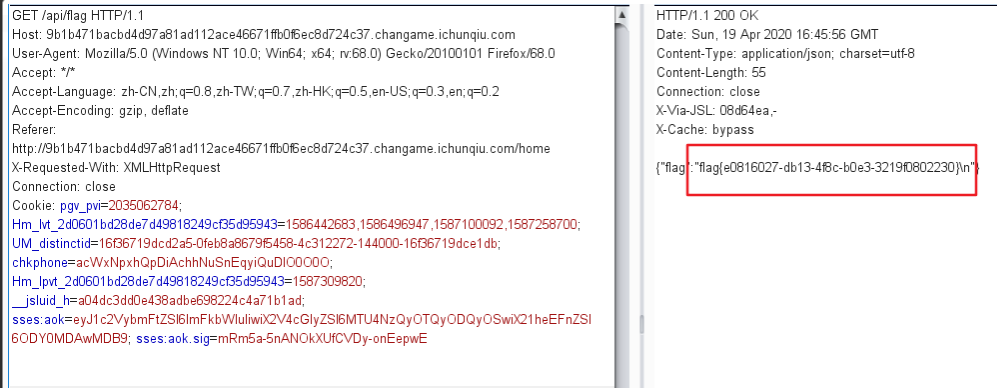 GET /api/flag HTTP/1.1
Host: 9b1b471bacbd4d97a81ad112ace46671ffb0f6ec8d724c37.changame.ichunqiu.com
User-Agent: Mozilla/5.0 (Windows NT 10.0; Win64; x64; rv:68.0) Gecko/20100101 Firefox/68.0
Accept: */*
Accept-Language: zh-CN,zh;q=0.8,zh-TW;q=0.7,zh-HK;q=0.5,en-US;q=0.3,en;q=0.2
Accept-Encoding: gzip, deflate
Referer:
http://9b1b471bacbd4d97a81ad112ace46671ffb0f6ec8d724c37.changame.ichunqiu.com/home
X-Requested-With: XMLHttpRequest
Connection: close
Cookie: pgv_pvi=2035062784;
Hm_lvt_2d0601bd28de7d49818249cf35d95943=1586442683,1586496947,1587100092,1587258700;
UM_distinctid=16f36719dcd2a5-0feb8a8679f5458-4c312272-144000-16f36719dce1db;
chkphone=acWxNpxhQpDiAchhNuSnEqyiQuDIO0O0O;
Hm_lpvt_2d0601bd28de7d49818249cf35d95943=1587309820;
__jsluid_h=a04dc3dd0e438adbe698224c4a71b1ad;
sses:aok=eyJ1c2VybmFtZSI6ImFkbWluIiwiX2V4cGlyZSI6MTU4NzQyOTQyODQyOSwiX21heEFnZSI
6ODY0MDAwMDB9; sses:aok.sig=mRm5a-5nANOkXUfCVDy-onEepwE
HTTP/1.1 200 OK
Date: Sun, 19 Apr 2020 16:45:56 GMT
Content-Type: application/json; charset=utf-8
Content-Length: 55
Connection: close
X-Via-JSL: 08d64ea,-
X-Cache: bypass
{"flag":"flag{e0816027-db13-4f8c-b0e3-3219f0802230}\n"}